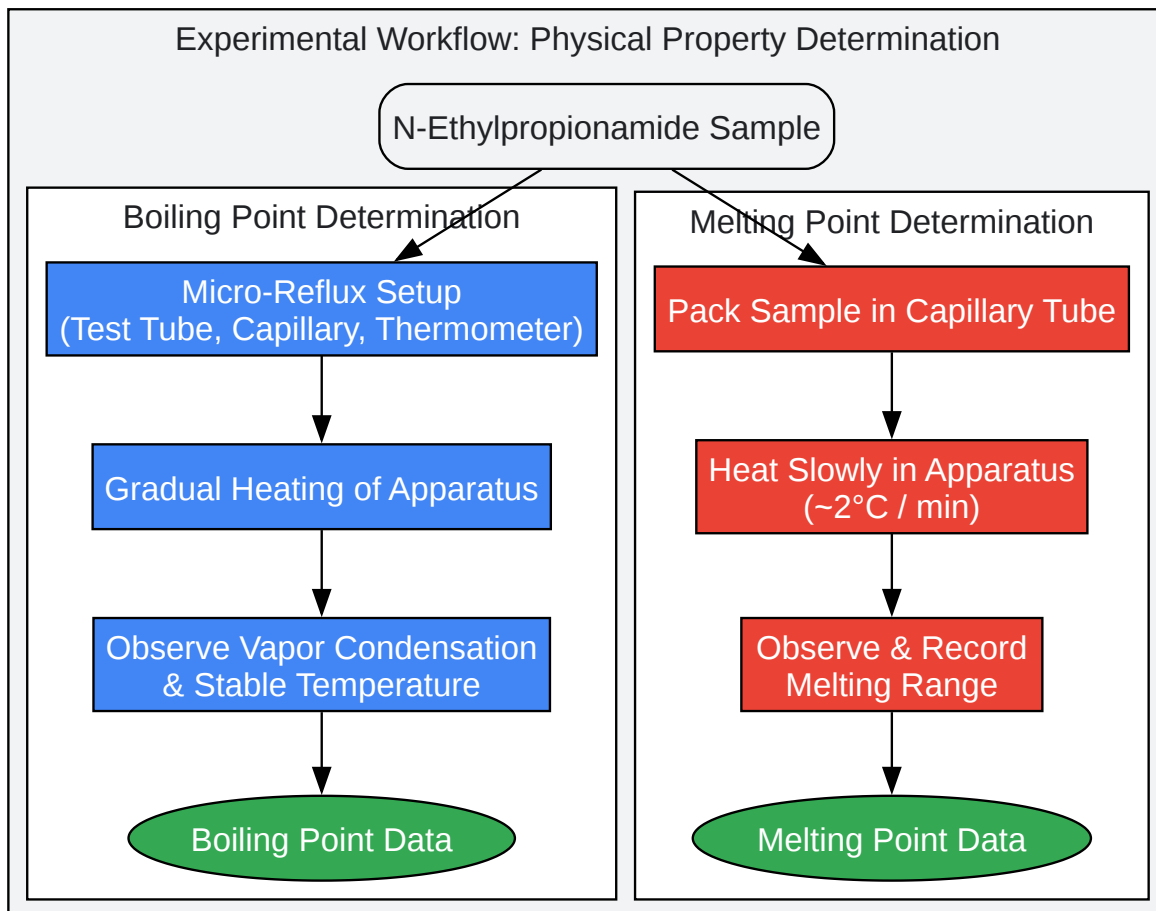 Experimental Workflow: Physical Property Determination
N-Ethylpropionamide Sample
Boiling Point Determination
Micro-Reflux Setup
(Test Tube, Capillary, Thermometer)
Gradual Heating of Apparatus
Observe Vapor Condensation
& Stable Temperature
Boiling Point Data
Melting Point Determination
Pack Sample in Capillary Tube
Heat Slowly in Apparatus
(~2°C / min)
Observe & Record
Melting Range
Melting Point Data